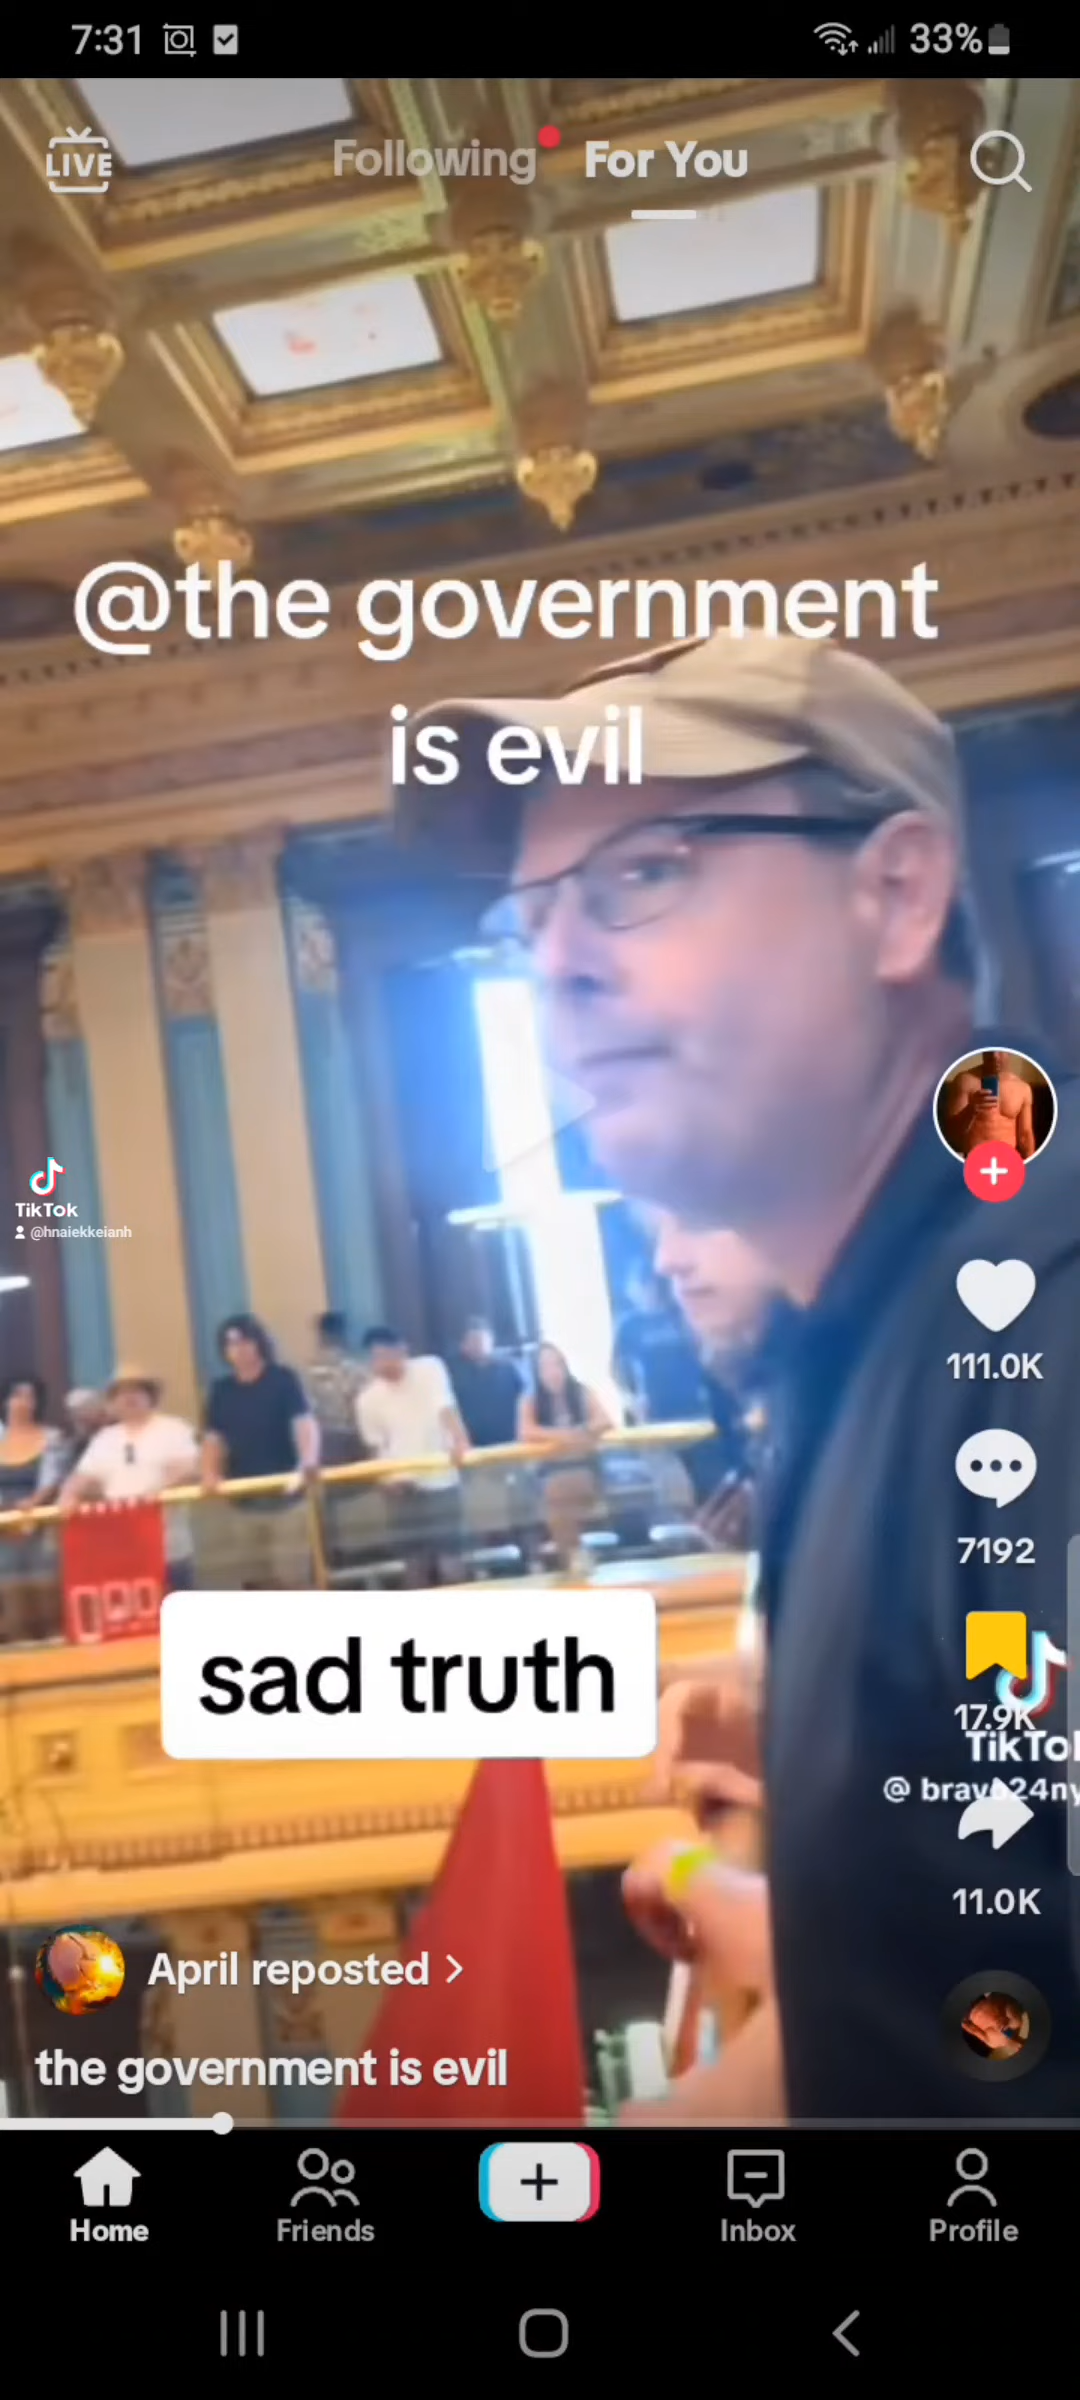 7:31
33%
LIVE
Following
For You
@the government
is evil
TikTok
@hnaiekkeianh
111.0K
7192
sad truth
17.9K
TikTok
@ bravo24ny
11.0K
April reposted >
the government is evil
Home
Friends
Inbox
Profile